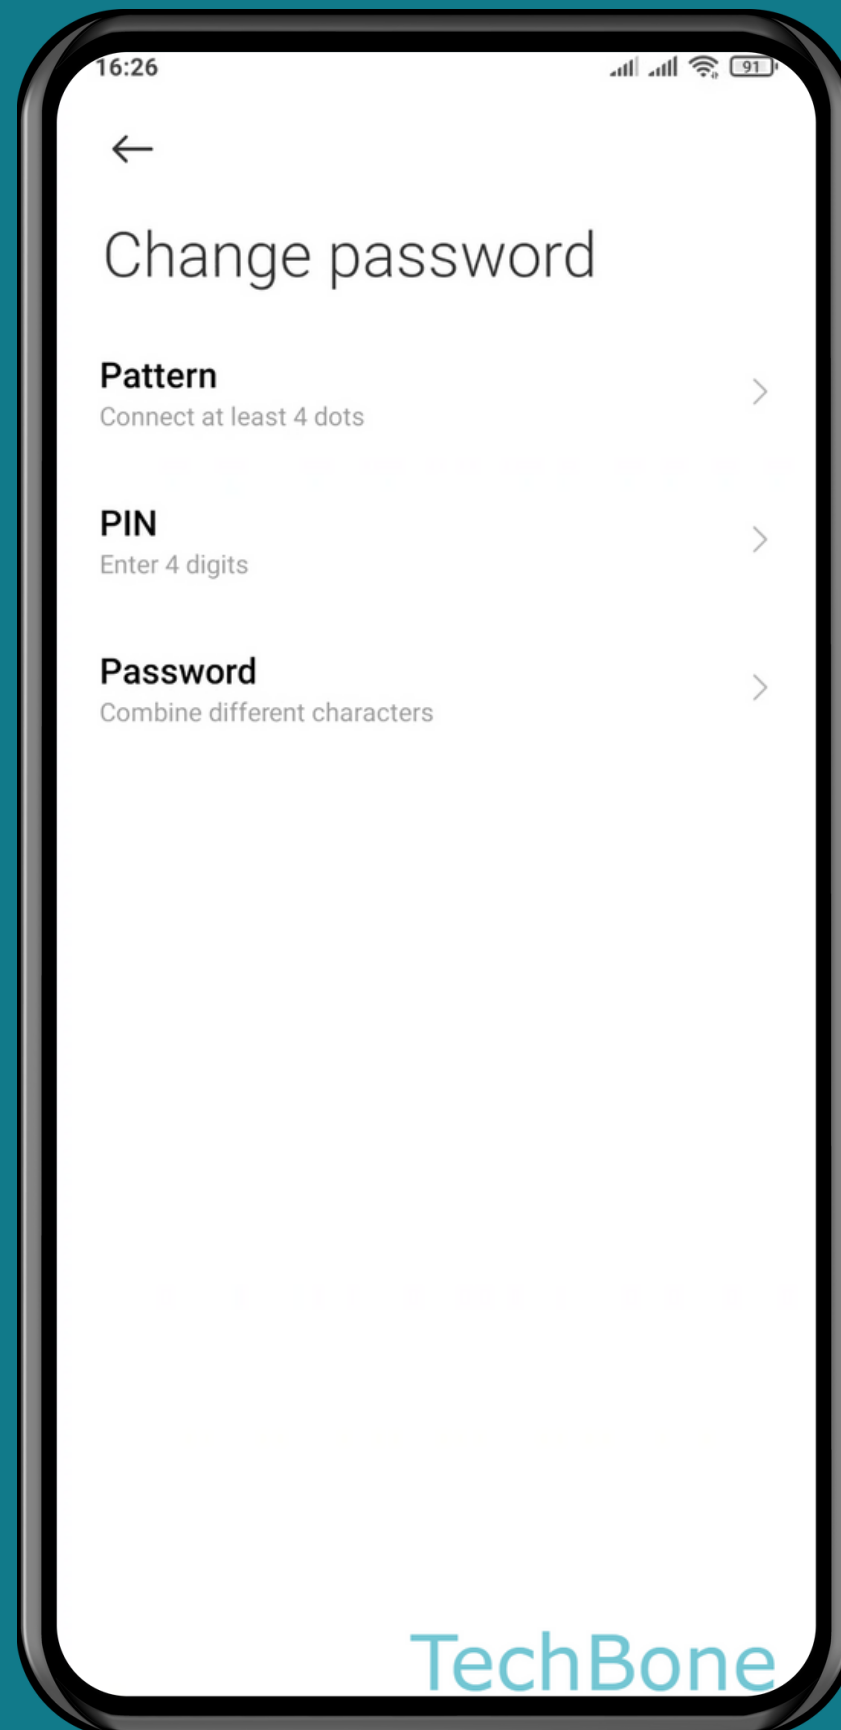 16:26
91
Change password
Pattern
Connect at least 4 dots
PIN
Enter 4 digits
Password
Combine different characters
TechBone